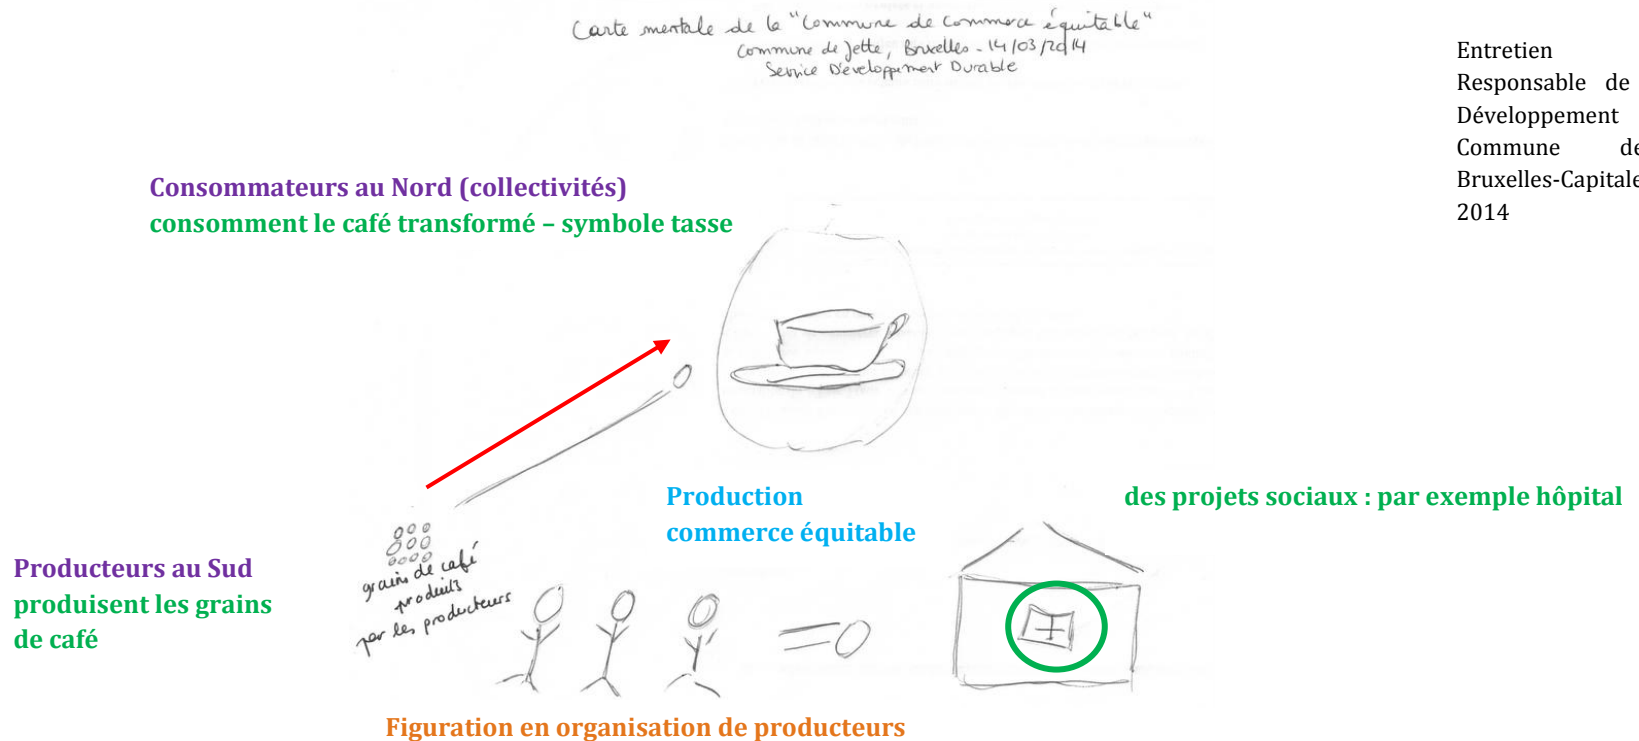 Carte mentale de la "Commune de Commerce équitable"
Commune de Jette, Bruxelles - 14/03/2014
Service Développement Durable
Entretien
Responsable de
Développement
Commune de
Bruxelles-Capitale
2014
Consommateurs au Nord (collectivités)
consomment le café transformé – symbole tasse
Production
commerce équitable
des projets sociaux : par exemple hôpital
grains de café
produits
par les producteurs
Producteurs au Sud
produisent les grains
de café
Figuration en organisation de producteurs